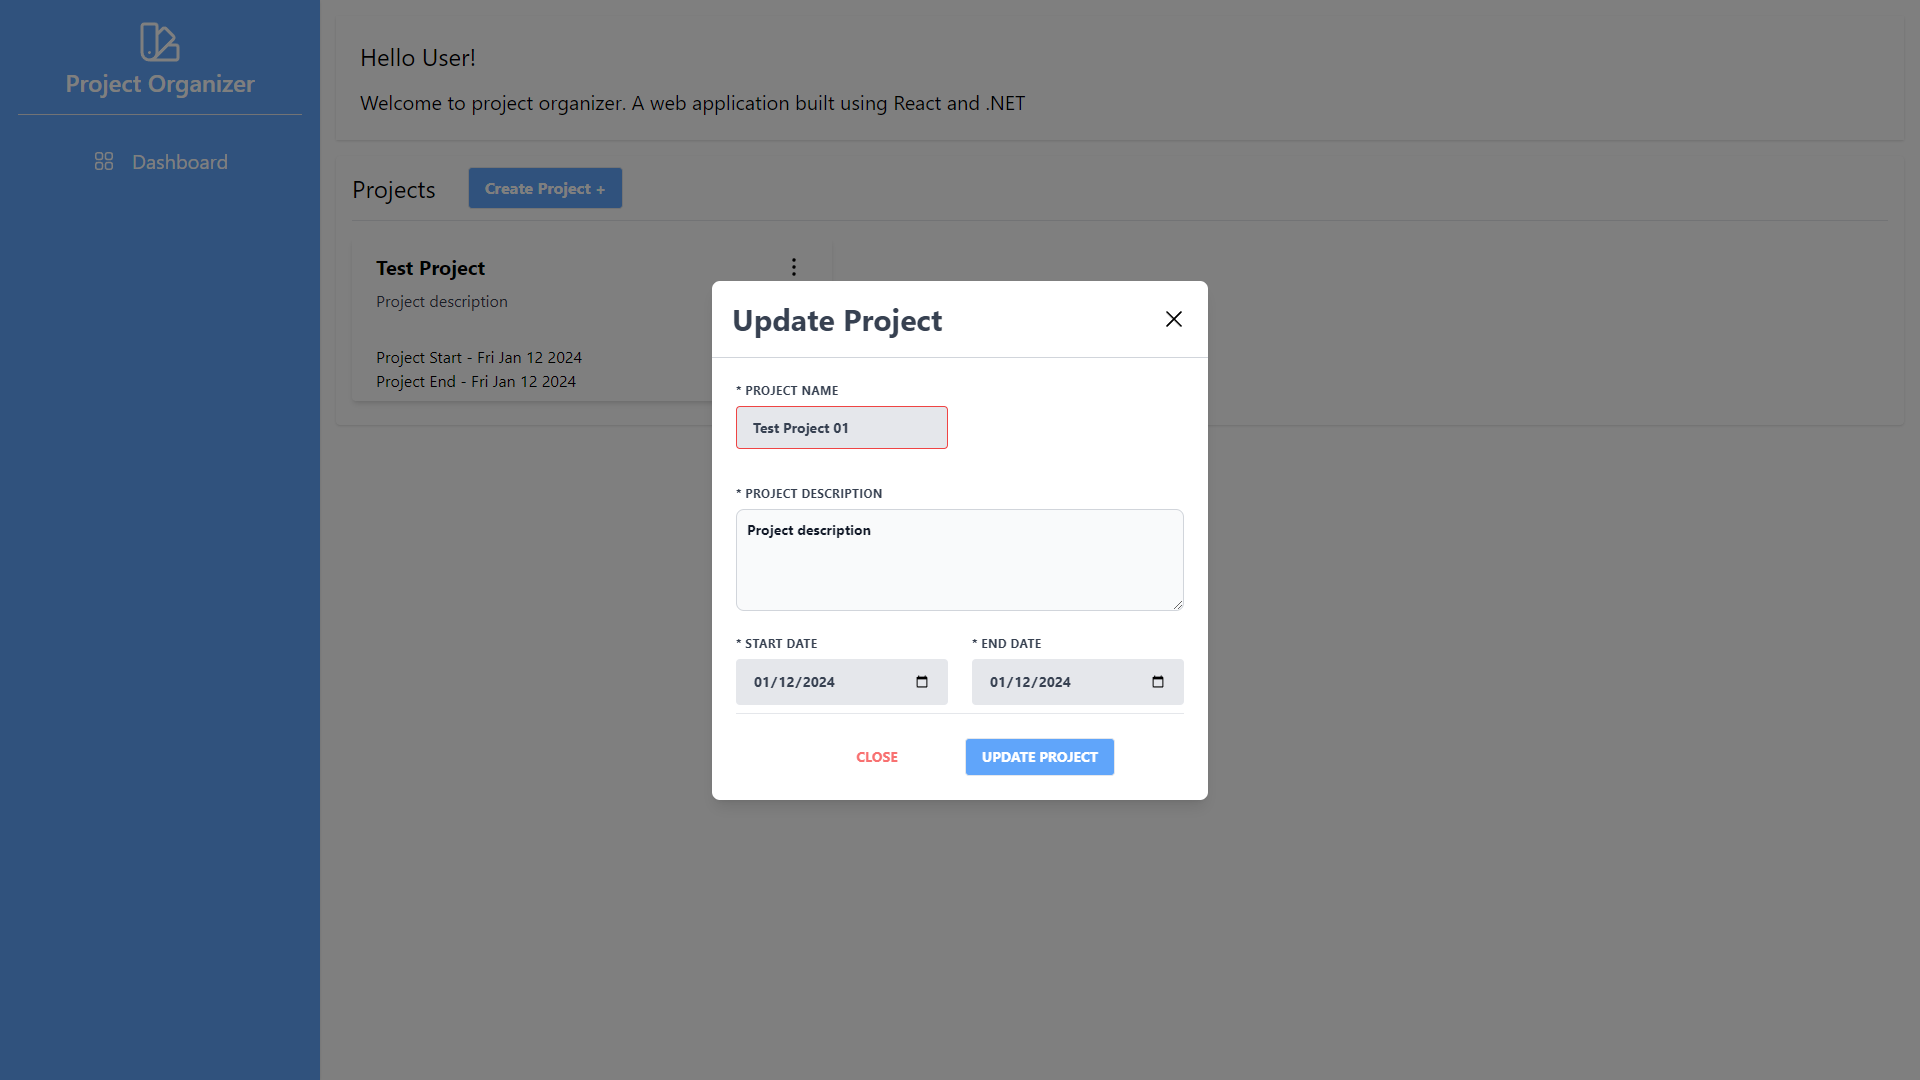 Project Organizer
Dashboard
Hello User!
Welcome to project organizer. A web application built using React and .NET
Projects
Create Project +
Test Project
Project description
Project Start - Fri Jan 12 2024
Project End - Fri Jan 12 2024
Update Project
* PROJECT NAME
Test Project 01
* PROJECT DESCRIPTION
Project description
* START DATE
* END DATE
01/12/2024
01/12/2024
CLOSE
UPDATE PROJECT